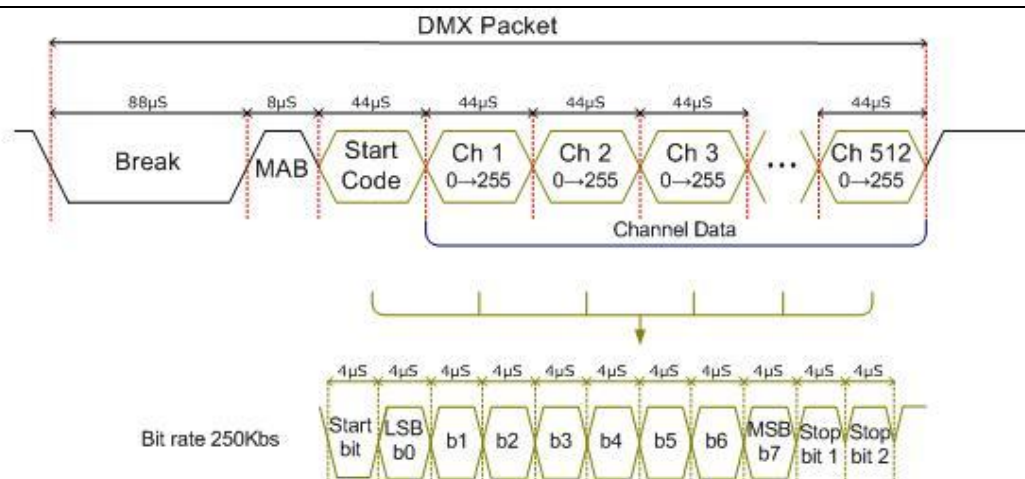 DMX Packet
88µS 8µS 44µS 44µS 44µS 44µS 44µS
Break MAB Start Code Ch 1 0→255 Ch 2 0→255 Ch 3 0→255 ... Ch 512 0→255
Channel Data
4µS 4µS 4µS 4µS 4µS 4µS 4µS 4µS 4µS 4µS 4µS
Bit rate 250Kbs Start bit LSB b0 b1 b2 b3 b4 b5 b6 MSB b7 Stop bit 1 Stop bit 2